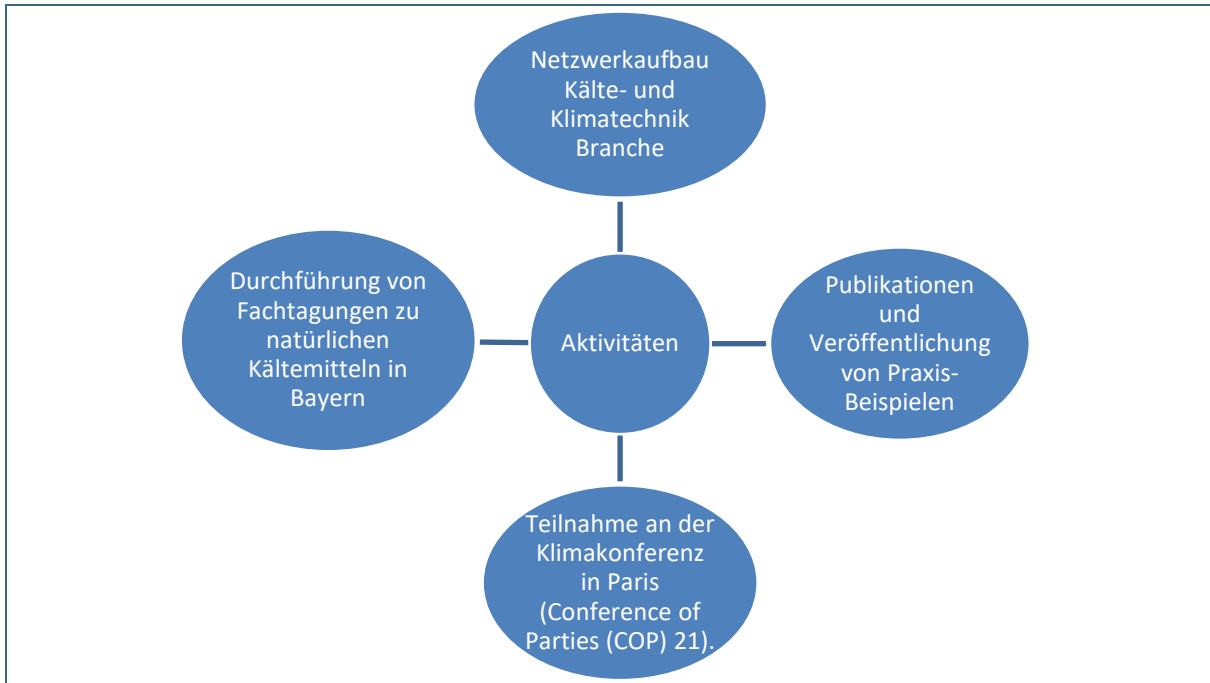 Netzwerkaufbau
Kälte- und
Klimatechnik
Branche
Durchführung von
Fachtagungen zu
natürlichen
Kältemitteln in
Bayern
Aktivitäten
Publikationen
und
Veröffentlichung
von Praxis-
Beispielen
Teilnahme an der
Klimakonferenz
in Paris
(Conference of
Parties (COP) 21).